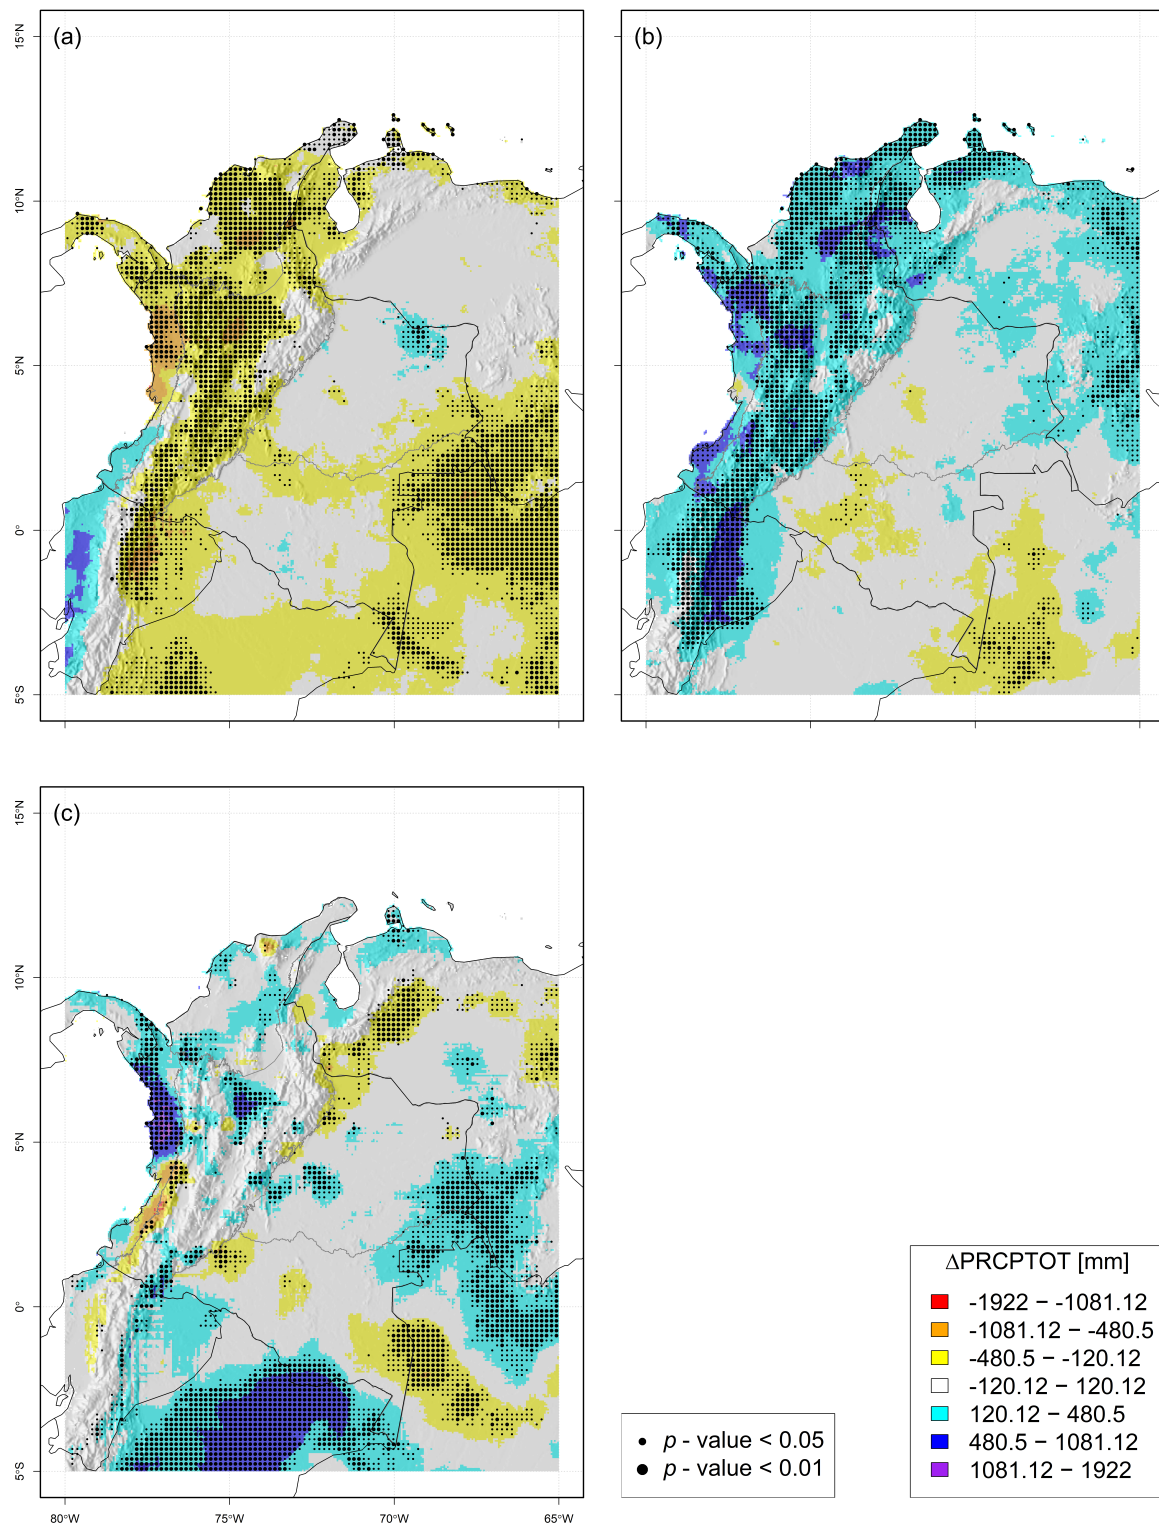 (a)
(b)
15°N
10°N
5°N
0°
5°S
(c)
15°N
10°N
5°N
0°
5°S
80°W
75°W
70°W
65°W
p - value < 0.05
p - value < 0.01
ΔPRCPTOT [mm]
-1922 − -1081.12
-1081.12 − -480.5
-480.5 − -120.12
-120.12 − 120.12
120.12 − 480.5
480.5 − 1081.12
1081.12 − 1922